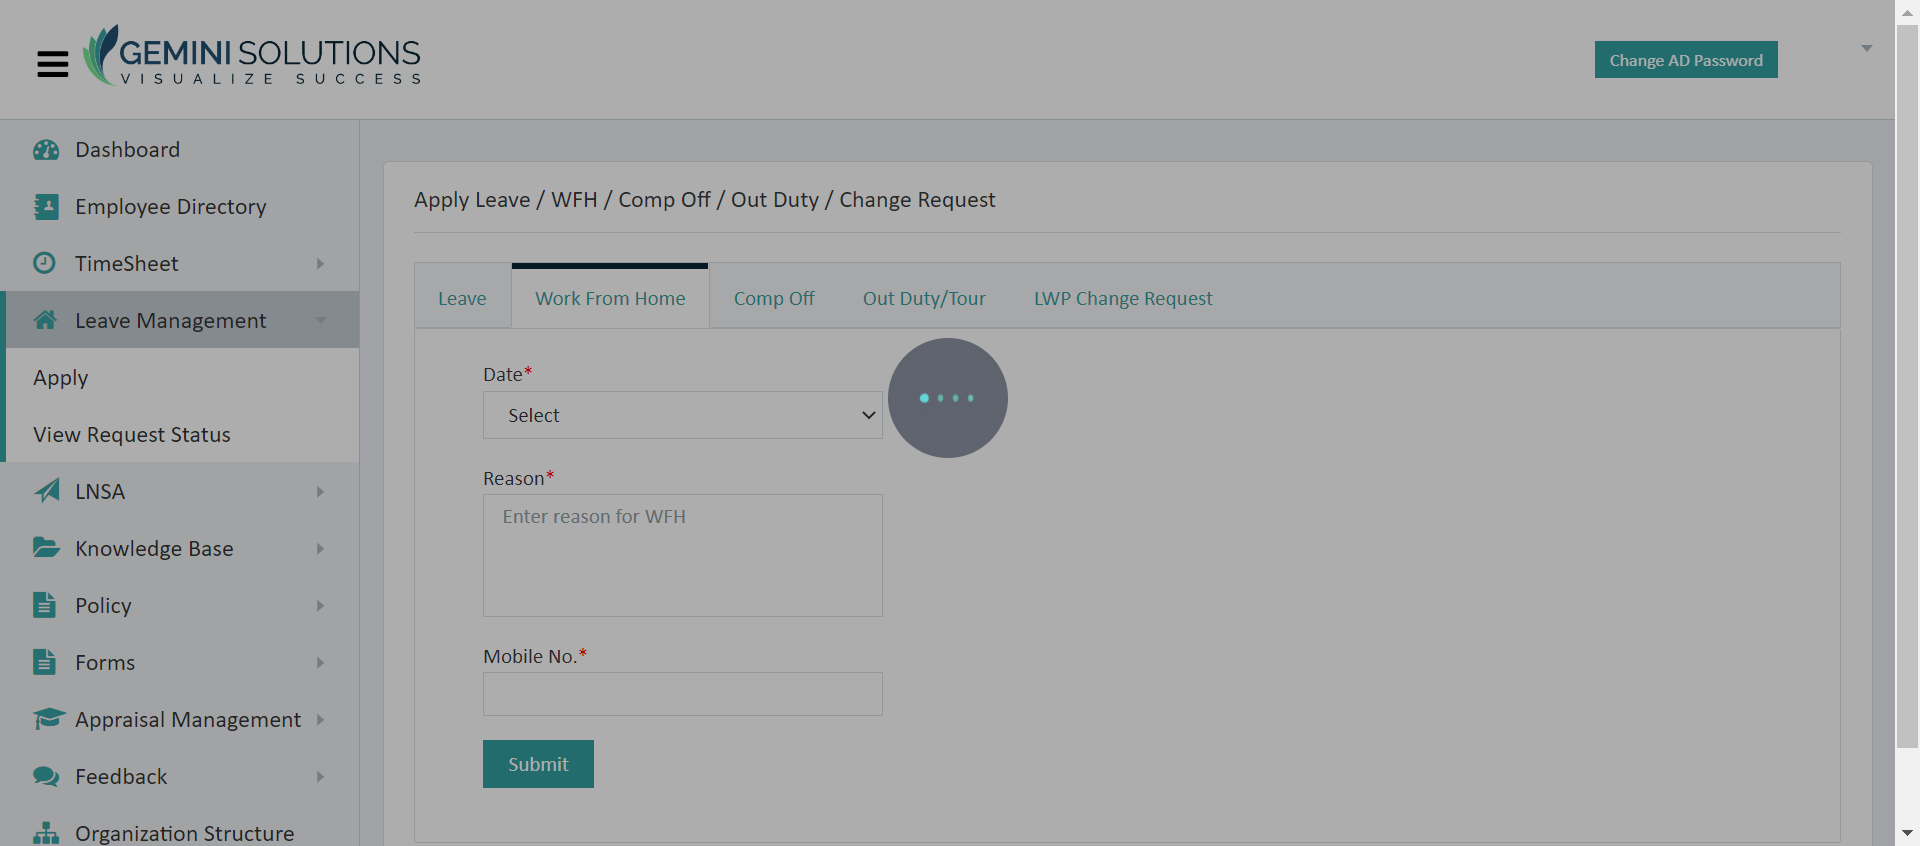 GEMINI SOLUTIONS
VISUALIZE SUCCESS
Change AD Password
Dashboard
Employee Directory
TimeSheet
Leave Management
Apply
View Request Status
LNSA
Knowledge Base
Policy
Forms
Appraisal Management
Feedback
Organization Structure
Apply Leave / WFH / Comp Off / Out Duty / Change Request
Leave Work From Home Comp Off Out Duty/Tour LWP Change Request
Date*
Select
Reason*
Enter reason for WFH
Mobile No.*
Submit